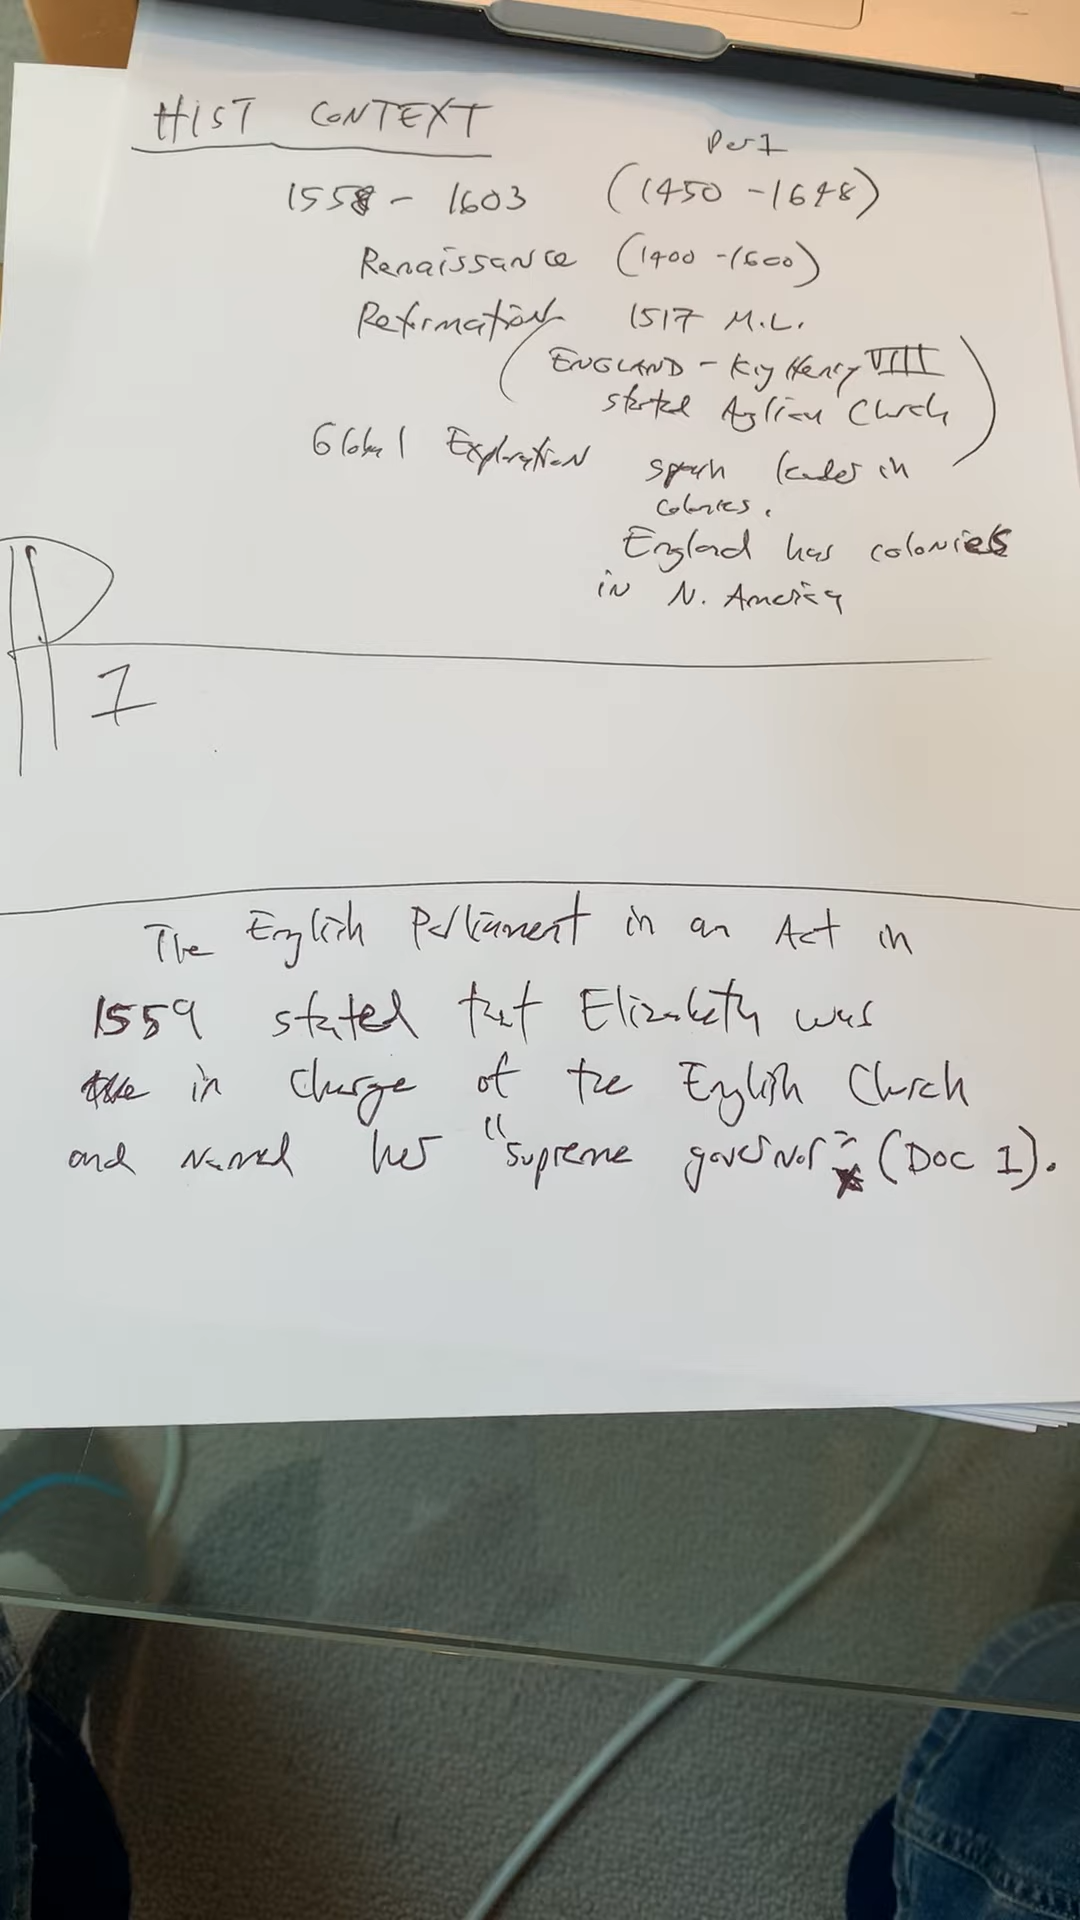 HIST CONTEXT
Per 1
1558 - 1603 (1450 - 1648)
Renaissance (1400 - 1600)
Reformation 1517 M.L.
(ENGLAND - King Henry VIII
started Anglican Church)
Global Exploration Spain leader in
colonies.
England has colonies
in N. America
¶ 1
The English Parliament in an Act in
1559 stated that Elizabeth was
in charge of the English Church
and named her "supreme governor" (Doc 1).